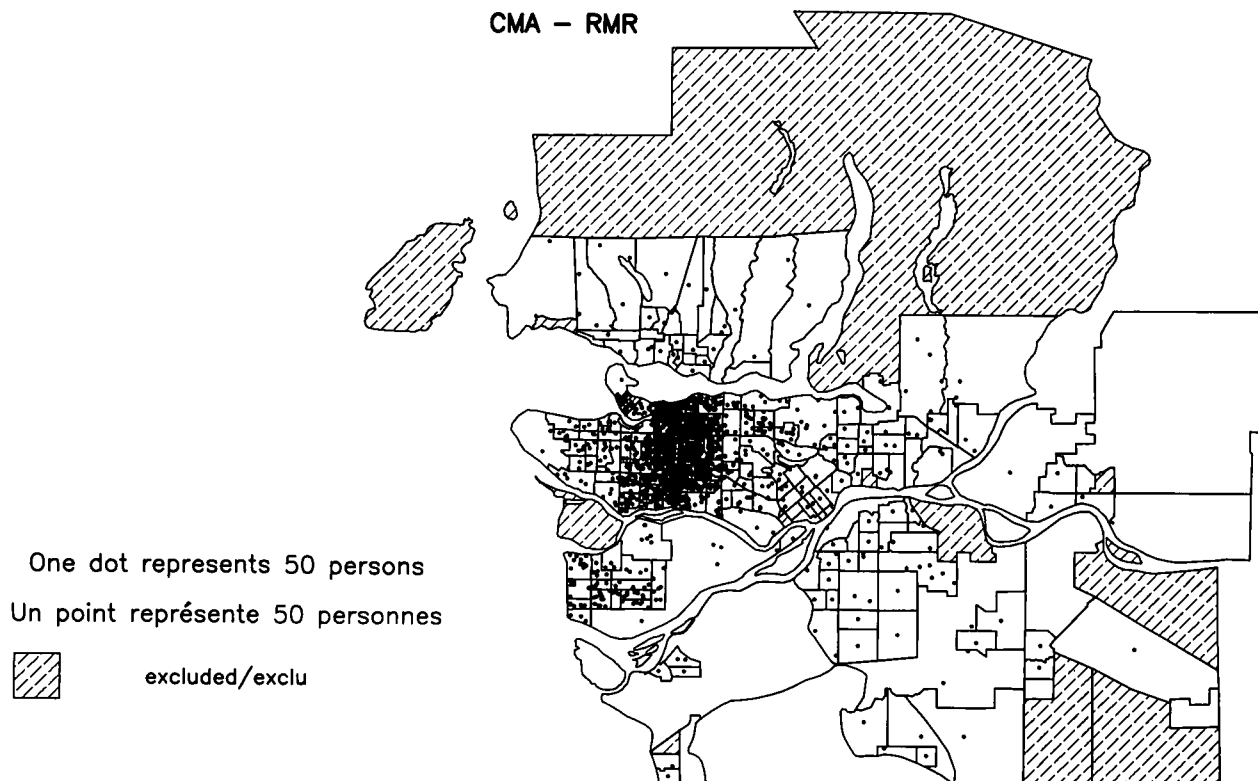 CMA – RMR
One dot represents 50 persons
Un point représente 50 personnes
excluded/exclu